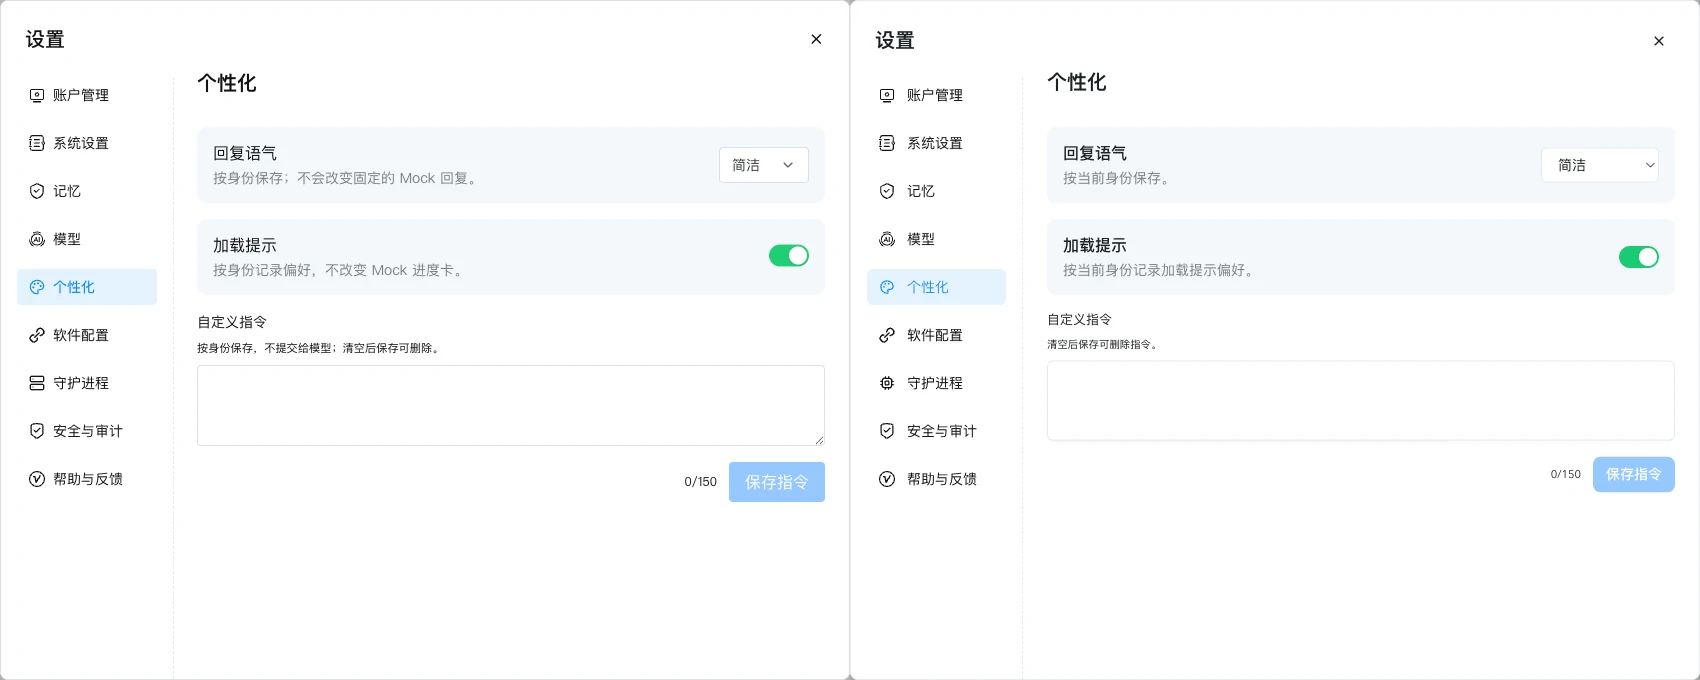 设置
账户管理
系统设置
记忆
模型
个性化
软件配置
守护进程
安全与审计
帮助与反馈
个性化
回复语气
按身份保存；不会改变固定的 Mock 回复。
简洁
加载提示
按身份记录偏好，不改变 Mock 进度卡。
自定义指令
按身份保存，不提交给模型；清空后保存可删除。
0/150
保存指令
设置
账户管理
系统设置
记忆
模型
个性化
软件配置
守护进程
安全与审计
帮助与反馈
个性化
回复语气
按当前身份保存。
简洁
加载提示
按当前身份记录加载提示偏好。
自定义指令
清空后保存可删除指令。
0/150
保存指令